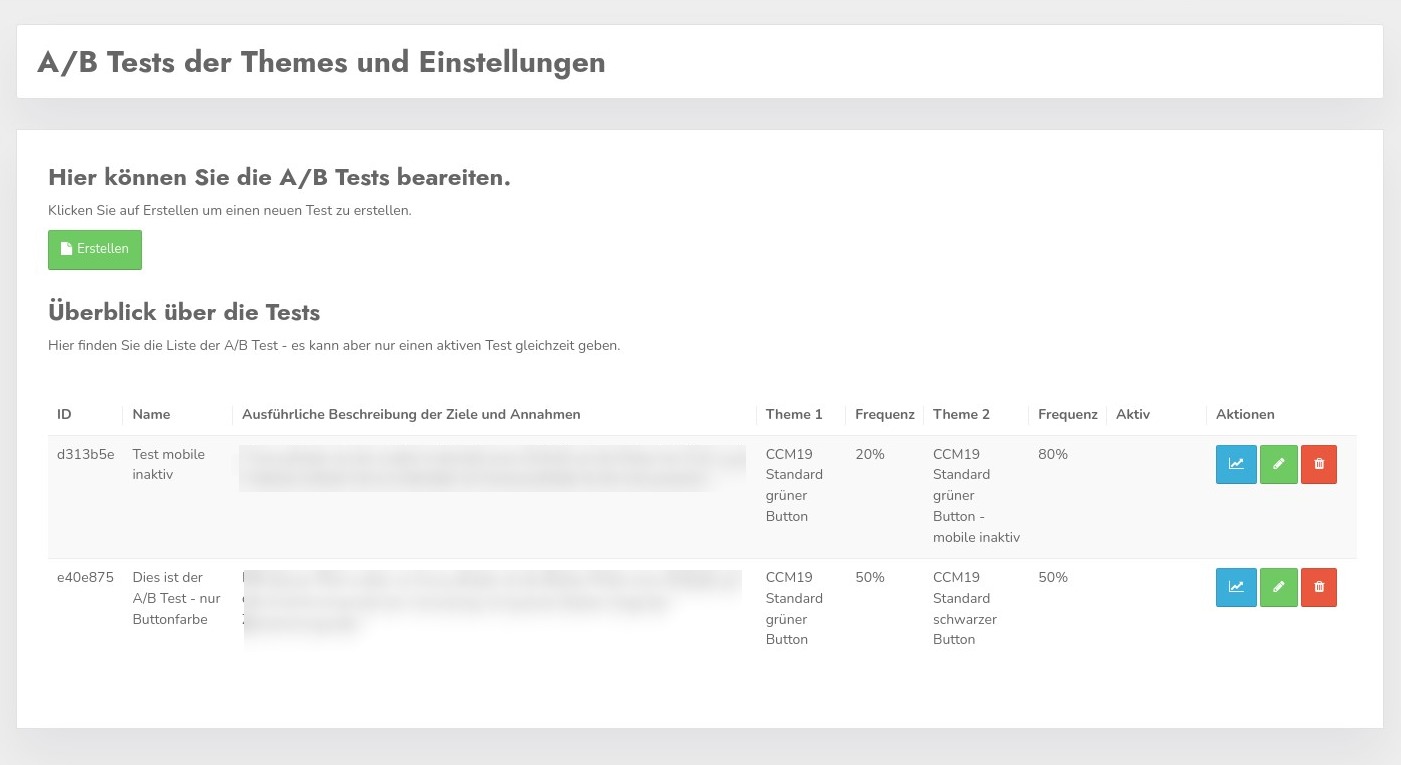 A/B Tests der Themes und Einstellungen
Hier können Sie die A/B Tests beareiten.
Klicken Sie auf Erstellen um einen neuen Test zu erstellen.
Erstellen
Überblick über die Tests
Hier finden Sie die Liste der A/B Test - es kann aber nur einen aktiven Test gleichzeit geben.
ID Name Ausführliche Beschreibung der Ziele und Annahmen Theme 1 Frequenz Theme 2 Frequenz Aktiv Aktionen
d313b5e Test mobile CCM19 20% CCM19 80%
inaktiv Standard Standard
grüner grüner
Button Button -
mobile inaktiv
e40e875 Dies ist der CCM19 50% CCM19 50%
A/B Test - nur Standard Standard
Buttonfarbe grüner schwarzer
Button Button